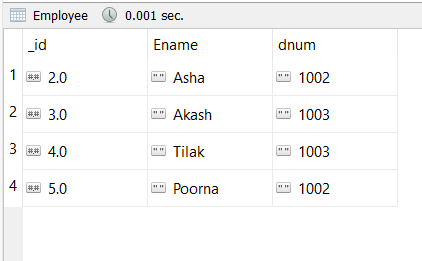 Employee 0.001 sec.
_id Ename dnum
1 ## 2.0 "" Asha "" 1002
2 ## 3.0 "" Akash "" 1003
3 ## 4.0 "" Tilak "" 1003
4 ## 5.0 "" Poorna "" 1002